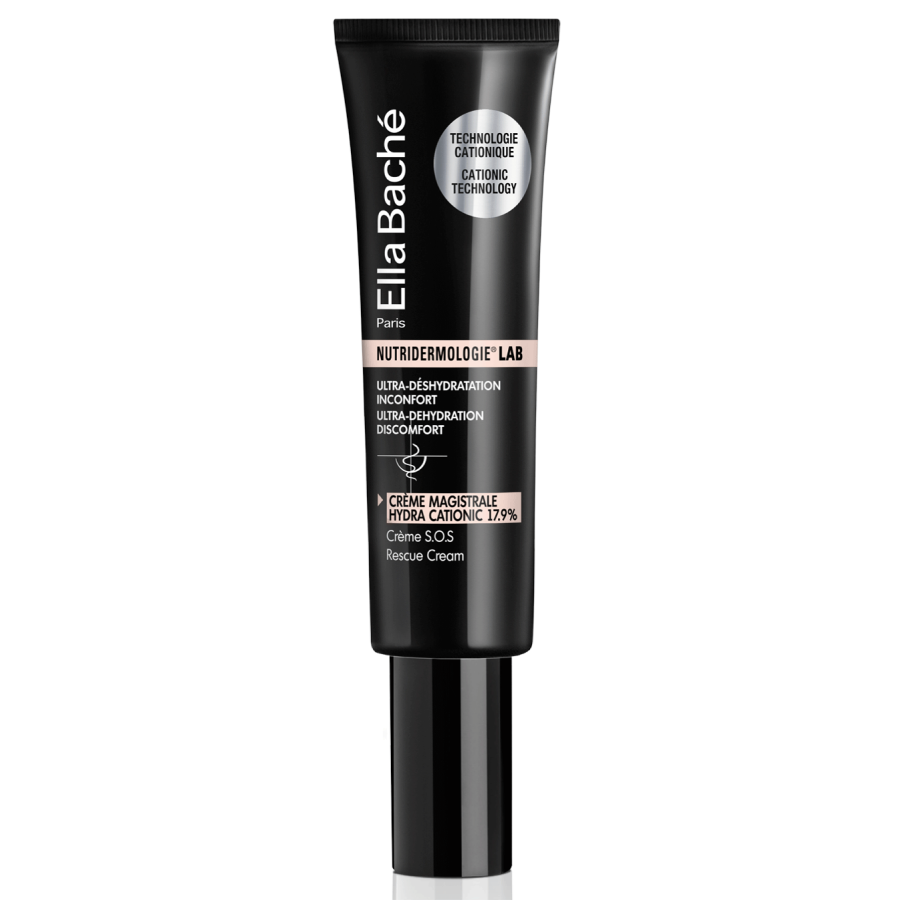 Ella Baché
Paris
TECHNOLOGIE
CATIONIQUE
CATIONIC
TECHNOLOGY
NUTRIDERMOLOGIE® LAB
ULTRA-DÉSHYDRATATION
INCONFORT
ULTRA-DEHYDRATION
DISCOMFORT
CRÈME MAGISTRALE
HYDRA CATIONIC 17.9%
Crème S.O.S
Rescue Cream